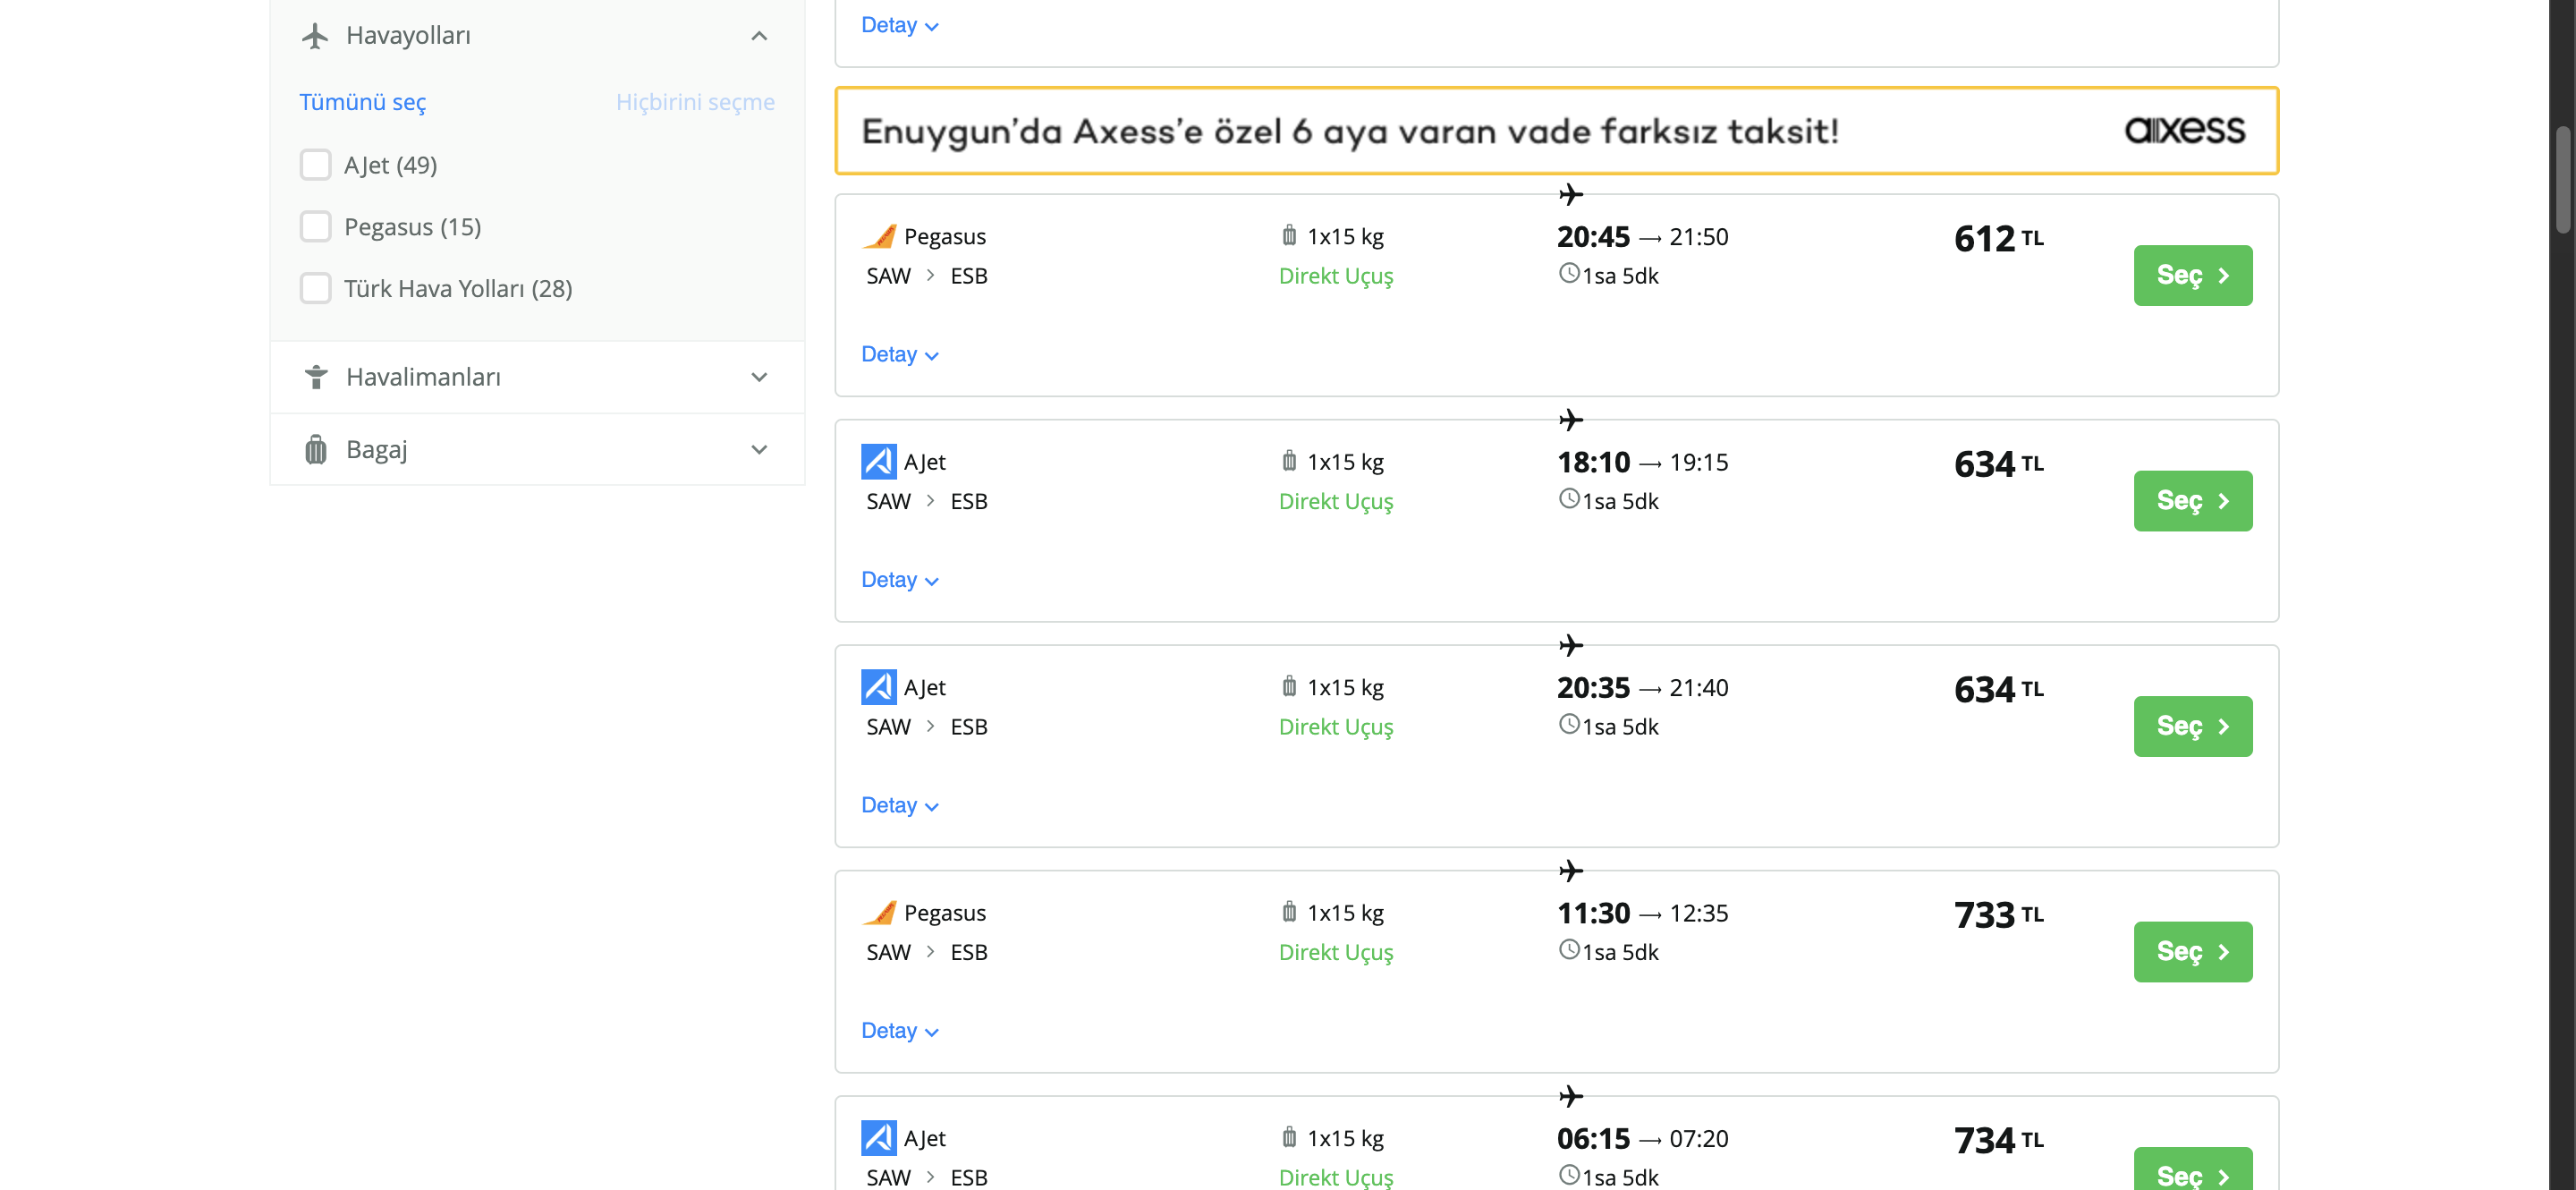 Havayolları
Tümünü seç Hiçbirini seçme
AJet (49)
Pegasus (15)
Türk Hava Yolları (28)
Havalimanları
Bagaj
Detay
Enuygun'da Axess'e özel 6 aya varan vade farksız taksit! axess
Pegasus 1x15 kg 20:45 → 21:50 612 TL
SAW > ESB Direkt Uçuş 1sa 5dk Seç >
Detay
AJet 1x15 kg 18:10 → 19:15 634 TL
SAW > ESB Direkt Uçuş 1sa 5dk Seç >
Detay
AJet 1x15 kg 20:35 → 21:40 634 TL
SAW > ESB Direkt Uçuş 1sa 5dk Seç >
Detay
Pegasus 1x15 kg 11:30 → 12:35 733 TL
SAW > ESB Direkt Uçuş 1sa 5dk Seç >
Detay
AJet 1x15 kg 06:15 → 07:20 734 TL
SAW > ESB Direkt Uçuş 1sa 5dk Seç >